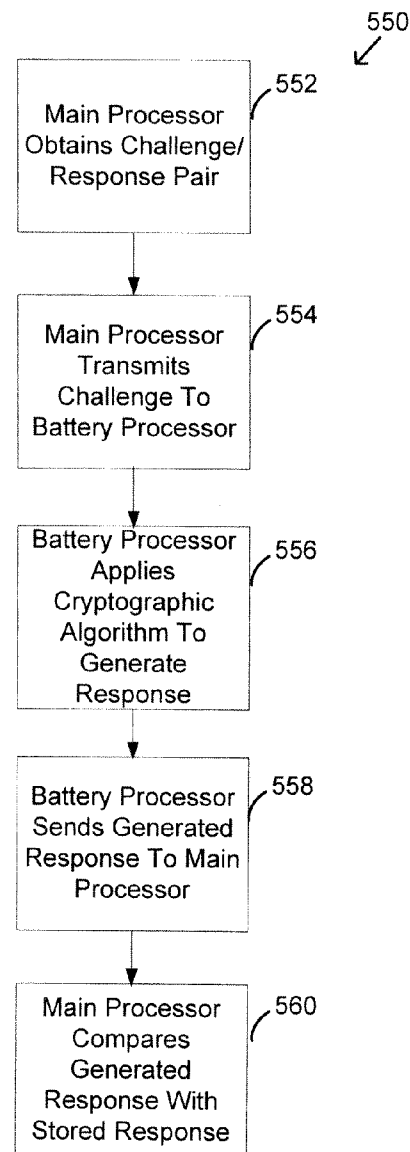 550
552
Main Processor
Obtains Challenge/
Response Pair
554
Main Processor
Transmits
Challenge To
Battery Processor
556
Battery Processor
Applies
Cryptographic
Algorithm To
Generate
Response
558
Battery Processor
Sends Generated
Response To Main
Processor
560
Main Processor
Compares
Generated
Response With
Stored Response